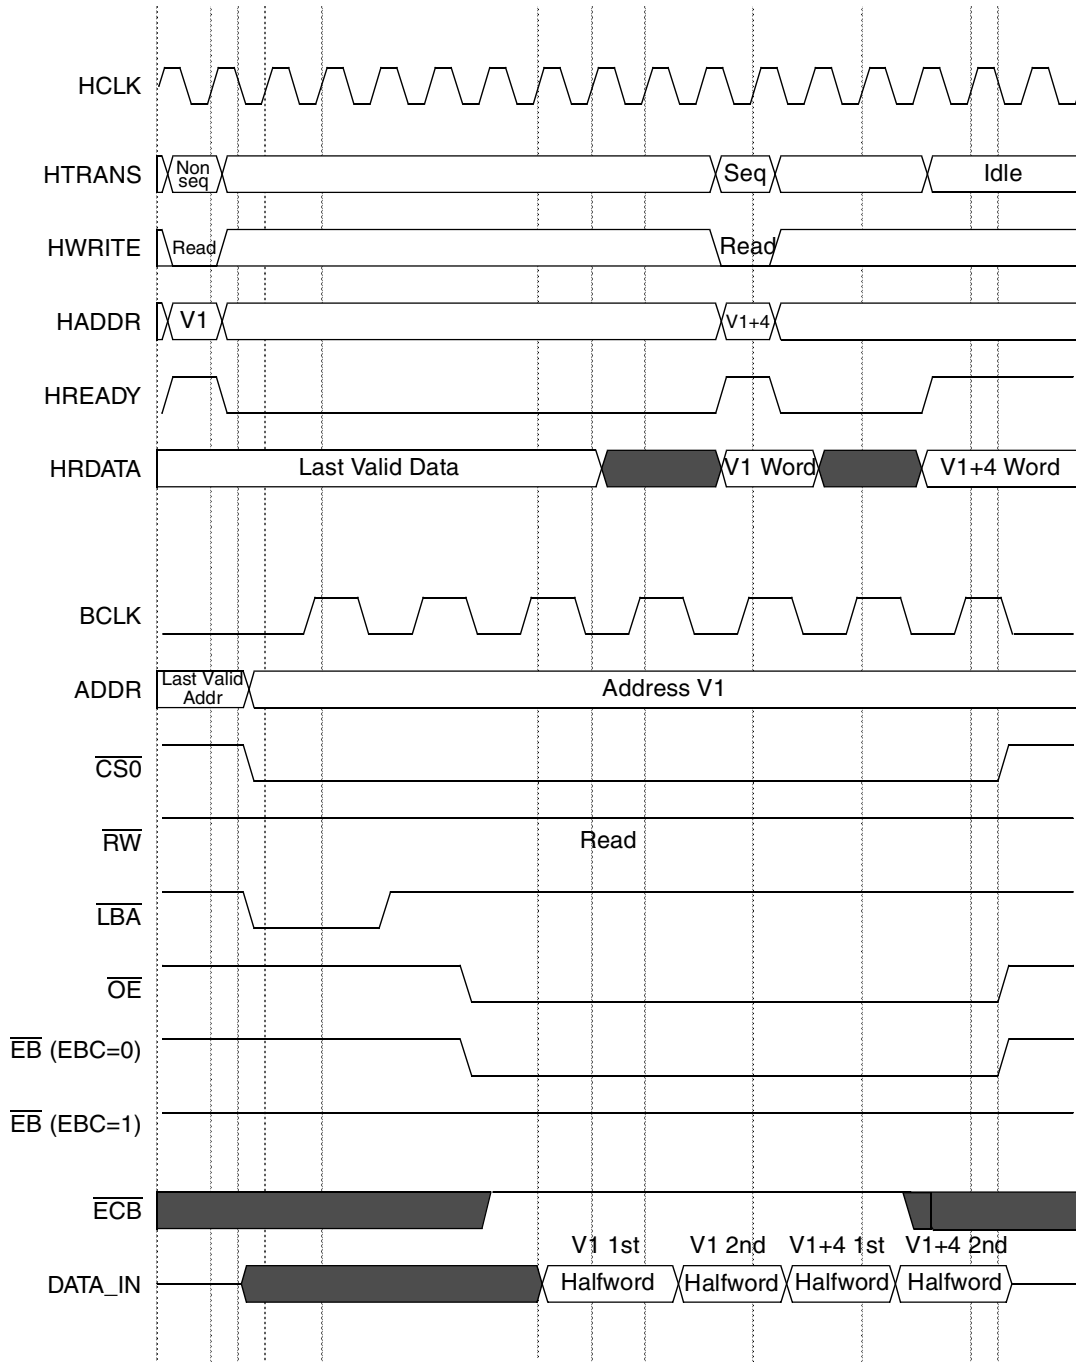 HCLK
HTRANS
Non
seq
Seq
Idle
HWRITE
Read
Read
HADDR
V1
V1+4
HREADY
HRDATA
Last Valid Data
V1 Word
V1+4 Word
BCLK
ADDR
Last Valid
Addr
Address V1
CS0
RW
Read
LBA
OE
EB (EBC=0)
EB (EBC=1)
ECB
V1 1st
V1 2nd
V1+4 1st
V1+4 2nd
DATA_IN
Halfword
Halfword
Halfword
Halfword